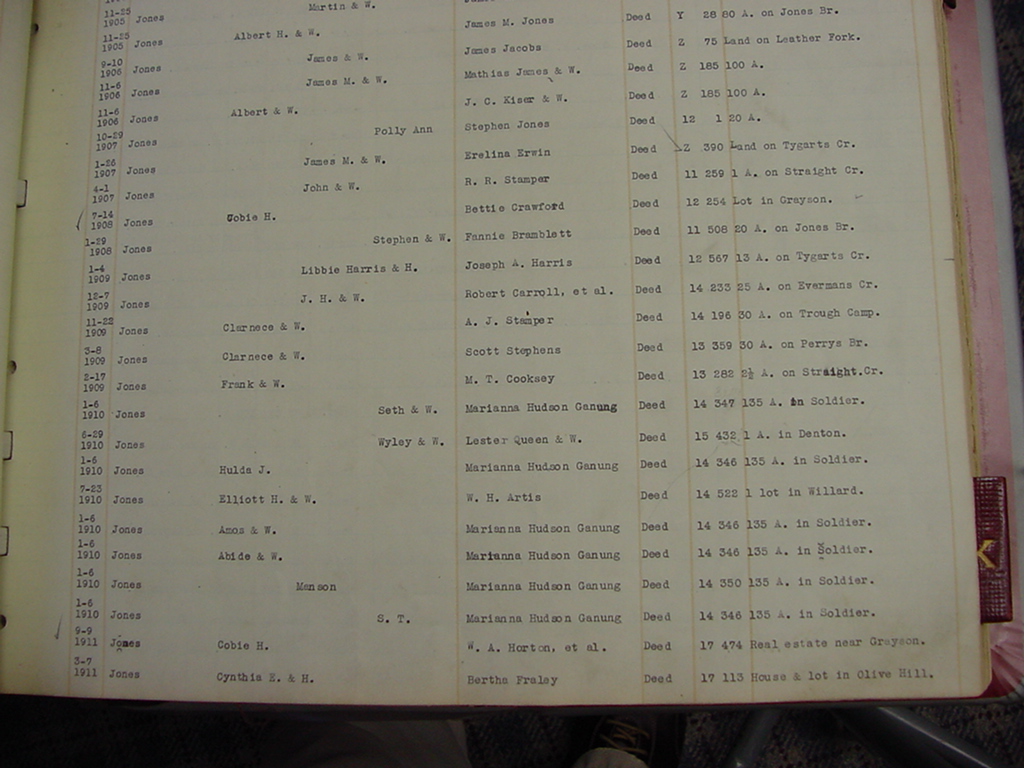 11-25
1905 Jones Martin & W.
11-25
1905 Jones Albert H. & W. James M. Jones Deed Y 28 80 A. on Jones Br.
9-10
1906 Jones James & W. James Jacobs Deed Z 75 Land on Leather Fork.
11-6
1906 Jones James M. & W. Mathias James & W. Deed Z 185 100 A.
11-6
1906 Jones Albert & W. J. C. Kiser & W. Deed Z 185 100 A.
10-29
1907 Jones Polly Ann Stephen Jones Deed 12 1 20 A.
1-26
1907 Jones James M. & W. Erelina Erwin Deed Z 390 Land on Tygarts Cr.
4-1
1907 Jones John & W. R. R. Stamper Deed 11 259 1 A. on Straight Cr.
7-14
1908 Jones Cobie H. Bettie Crawford Deed 12 254 Lot in Grayson.
1-29
1908 Jones Stephen & W. Fannie Bramblett Deed 11 508 20 A. on Jones Br.
1-4
1909 Jones Libbie Harris & H. Joseph A. Harris Deed 12 567 13 A. on Tygarts Cr.
12-7
1909 Jones J. H. & W. Robert Carroll, et al. Deed 14 233 25 A. on Evermans Cr.
11-22
1909 Jones Clarnece & W. A. J. Stamper Deed 14 196 30 A. on Trough Camp.
3-8
1909 Jones Clarnece & W. Scott Stephens Deed 13 359 30 A. on Perrys Br.
2-17
1909 Jones Frank & W. M. T. Cooksey Deed 13 282 2½ A. on Straight.Cr.
1-6
1910 Jones Seth & W. Marianna Hudson Ganung Deed 14 347 135 A. in Soldier.
6-29
1910 Jones Wyley & W. Lester Queen & W. Deed 15 432 1 A. in Denton.
1-6
1910 Jones Hulda J. Marianna Hudson Ganung Deed 14 346 135 A. in Soldier.
7-23
1910 Jones Elliott H. & W. W. H. Artis Deed 14 522 1 lot in Willard.
1-6
1910 Jones Amos & W. Marianna Hudson Ganung Deed 14 346 135 A. in Soldier.
1-6
1910 Jones Abide & W. Marianna Hudson Ganung Deed 14 346 135 A. in Soldier.
1-6
1910 Jones Manson Marianna Hudson Ganung Deed 14 350 135 A. in Soldier.
1-6
1910 Jones S. T. Marianna Hudson Ganung Deed 14 346 135 A. in Soldier.
9-9
1911 Jones Cobie H. W. A. Horton, et al. Deed 17 474 Real estate near Grayson.
3-7
1911 Jones Cynthia E. & H. Bertha Fraley Deed 17 113 House & lot in Olive Hill.